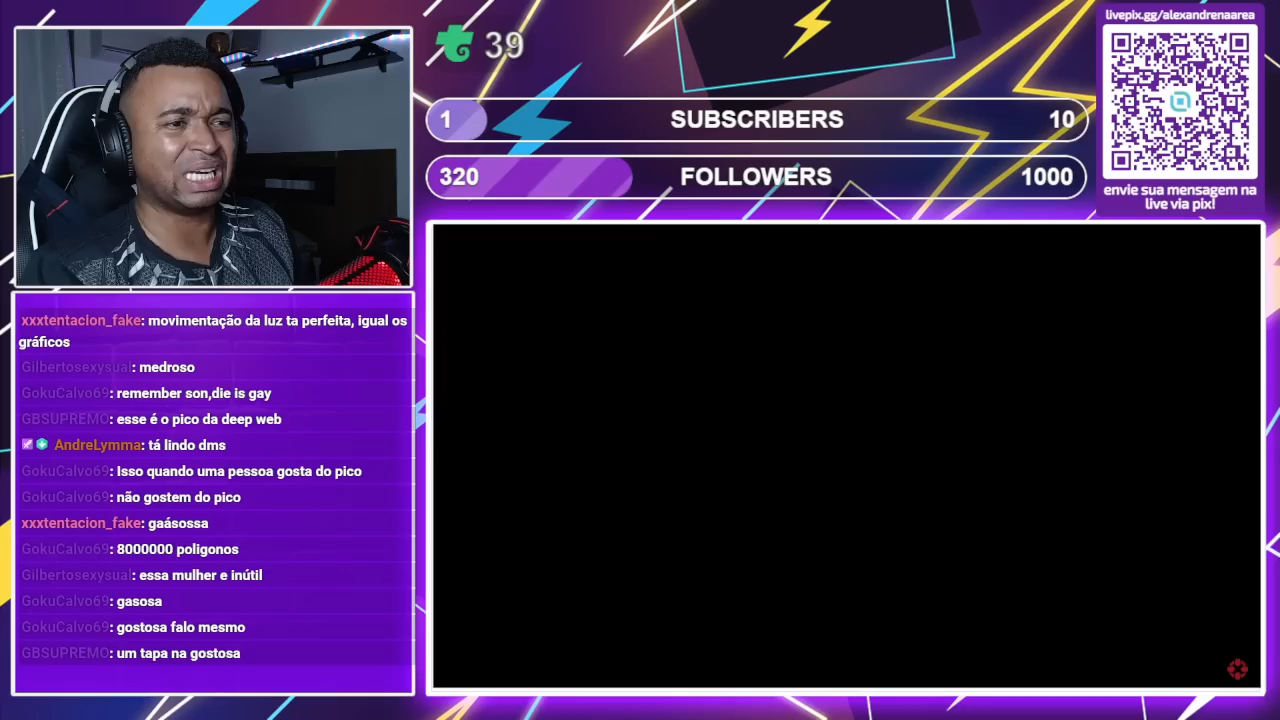 39
1 SUBSCRIBERS 10
320 FOLLOWERS 1000
livepix.gg/alexandrenaarea
envie sua mensagem na
live via pix!
xxxtentacion_fake: movimentação da luz ta perfeita, igual os
gráficos
Gilbertosexysual: medroso
GokuCalvo69: remember son,die is gay
GBSUPREMO: esse é o pico da deep web
AndreLymma: tá lindo dms
GokuCalvo69: Isso quando uma pessoa gosta do pico
GokuCalvo69: não gostem do pico
xxxtentacion_fake: gaásossa
GokuCalvo69: 8000000 poligonos
Gilbertosexysual: essa mulher e inútil
GokuCalvo69: gasosa
GokuCalvo69: gostosa falo mesmo
GBSUPREMO: um tapa na gostosa